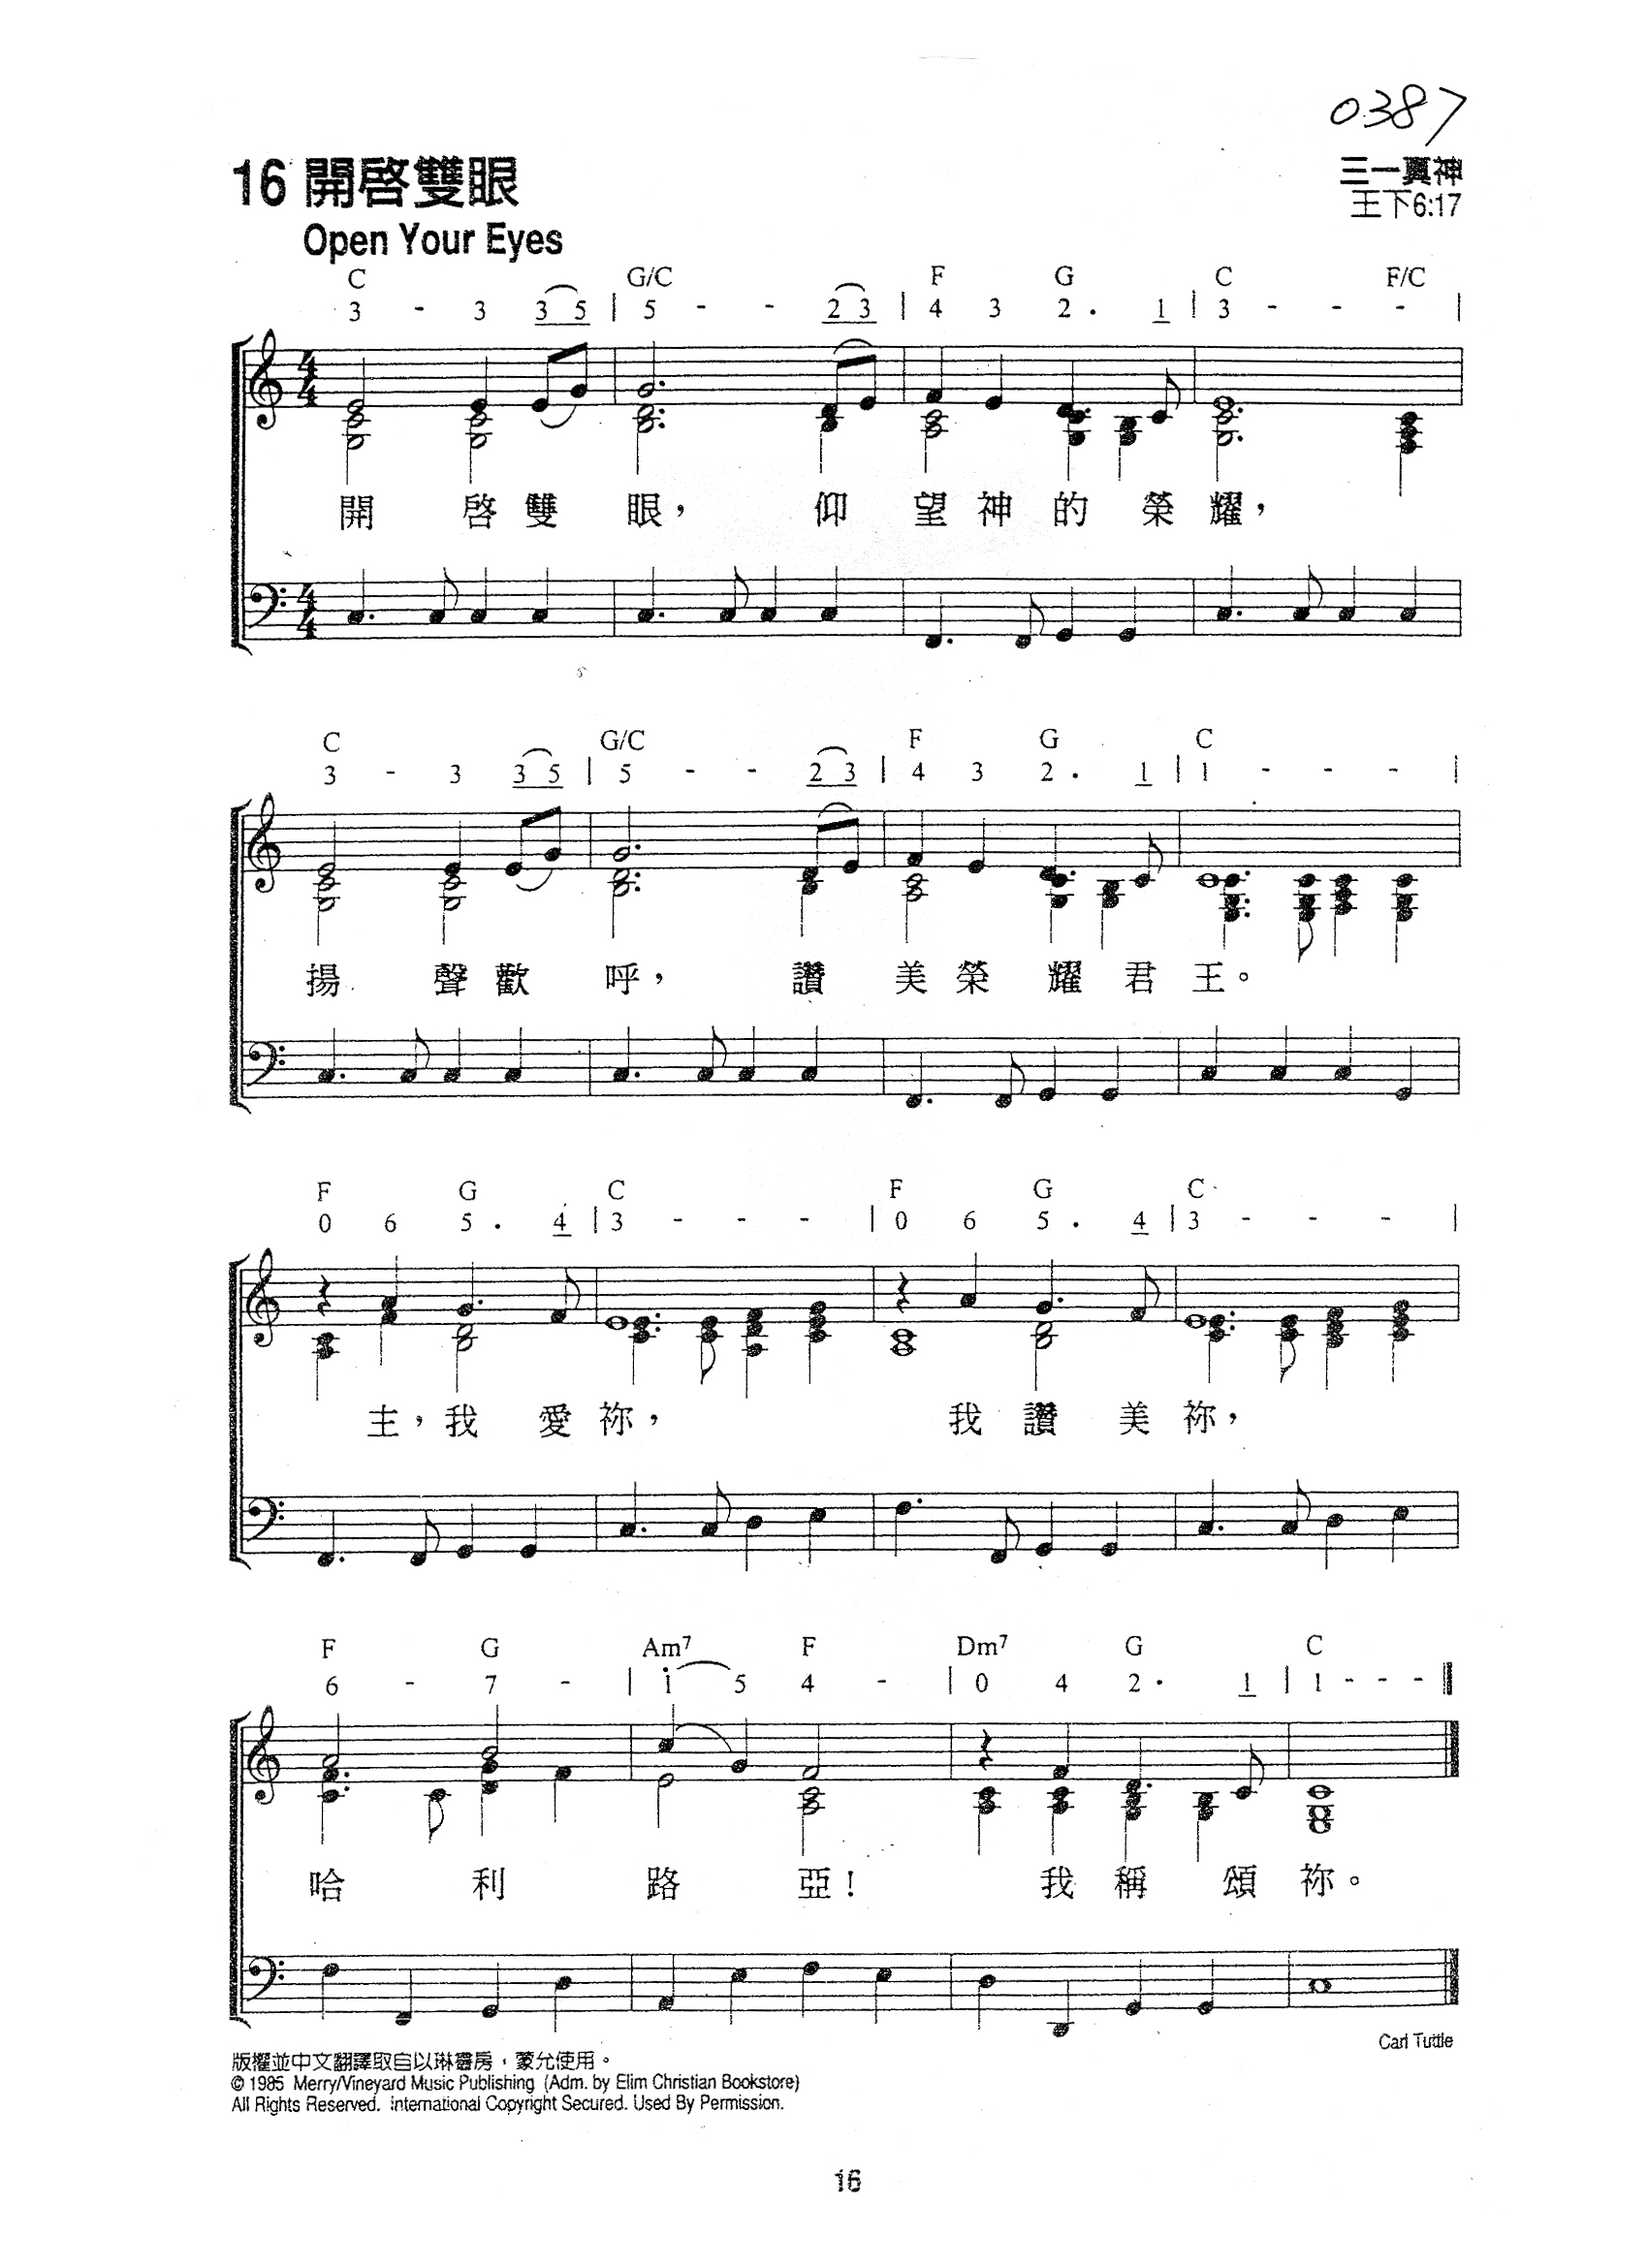 0387
16 開啓雙眼
三一真神
王下6:17
Open Your Eyes
C G/C F G C F/C
3 - 3 3 5 | 5 - - 2 3 | 4 3 2 . 1 | 3 - - - |
4 4
開 啓 雙 眼， 仰 望 神 的 榮 耀，
4 4
C G/C F G C
3 - 3 3 5 | 5 - - 2 3 | 4 3 2 . 1 | 1 - - - |
揚 聲 歡 呼， 讚 美 榮 耀 君 王。
F G C F G C
0 6 5 . 4 | 3 - - - | 0 6 5 . 4 | 3 - - - |
主，我 愛 祢， 我 讚 美 祢，
F G Am7 F Dm7 G C
6 - 7 - | i 5 4 - | 0 4 2 . 1 | 1 - - - ‖
哈 利 路 亞！ 我 稱 頌 祢。
Carl Tuttle
版權並中文翻譯取自以琳書房，蒙允使用。
© 1985 Merry/Vineyard Music Publishing (Adm. by Elim Christian Bookstore)
All Rights Reserved. International Copyright Secured. Used By Permission.
16